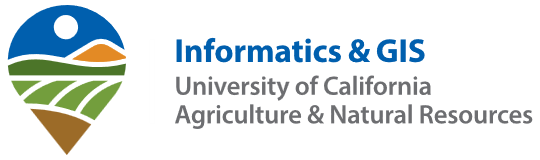 Informatics & GIS
University of California
Agriculture & Natural Resources